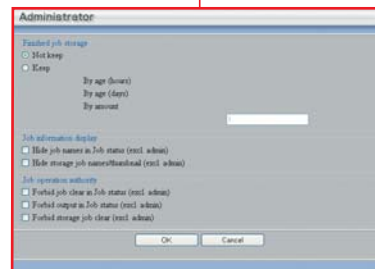 Administrator
Finished job storage
Not keep
Keep
By age (hours)
By age (days)
By amount
Job information display
Hide job names in Job status (excl. admin)
Hide storage job names/thumbnail (excl. admin)
Job operation authority
Forbid job clear in Job status (excl. admin)
Forbid output in Job status (excl. admin)
Forbid storage job clear (excl. admin)
OK Cancel